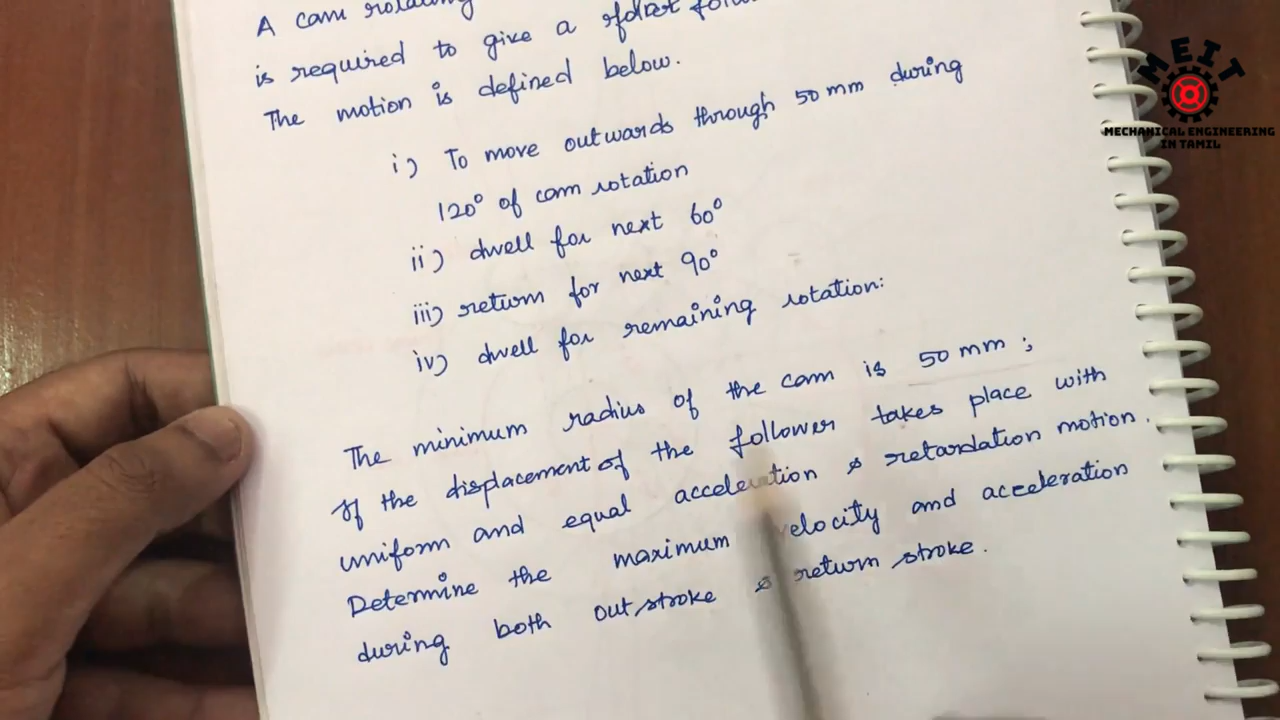 A cam rotating
is required to give a
The motion is defined below.
i) To move outwards through 50 mm during
120° of cam rotation
ii) dwell for next 60°
iii) return for next 90°
iv) dwell for remaining rotation:
The minimum radius of the cam is 50 mm;
If the displacement of the follower takes place with
uniform and equal acceleration & retardation motion.
Determine the maximum velocity and acceleration
during both outstroke & return stroke.
MEIT
MECHANICAL ENGINEERING
IN TAMIL